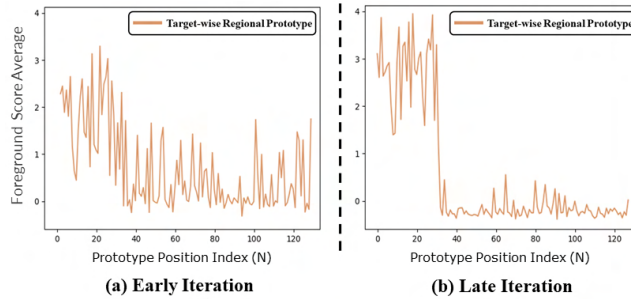 Target-wise Regional Prototype
Foreground Score Average
4
3
2
1
0
0 20 40 60 80 100 120
Prototype Position Index (N)
(a) Early Iteration
Target-wise Regional Prototype
4
3
2
1
0
0 20 40 60 80 100 120
Prototype Position Index (N)
(b) Late Iteration